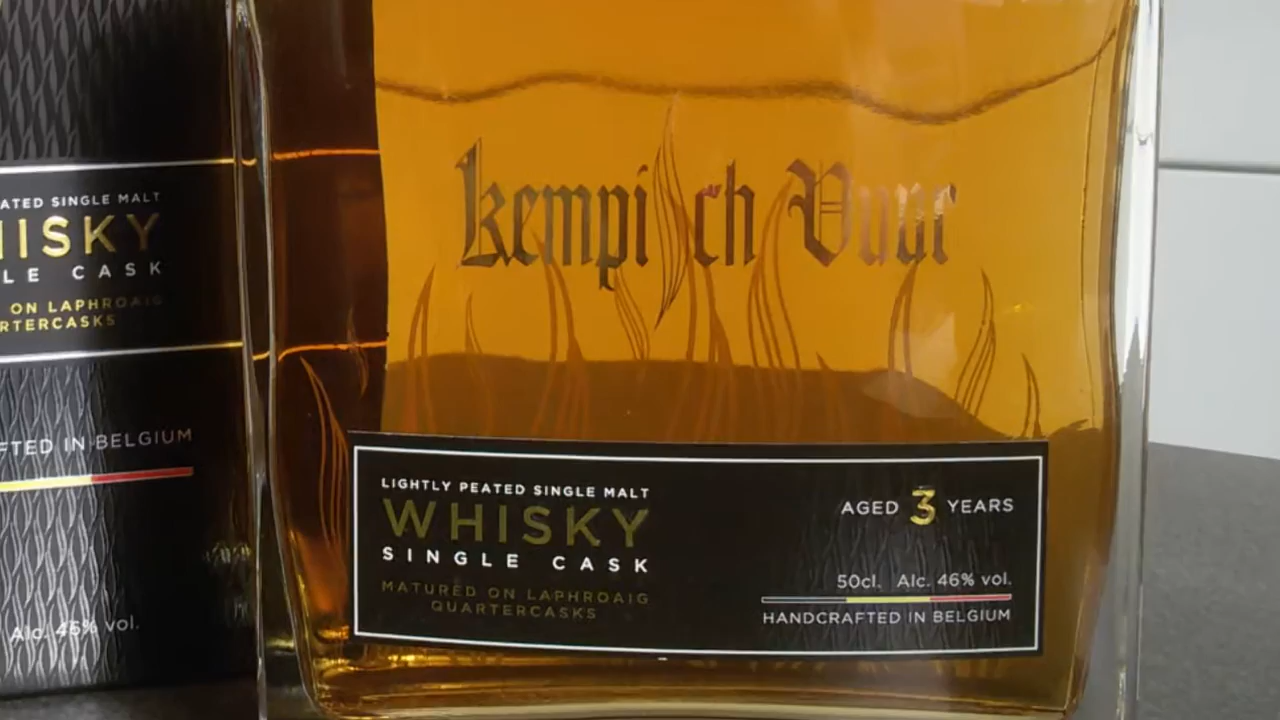 ATED SINGLE MALT
HISKY
LE CASK
ON LAPHROAIG
RTERCASKS
FTED IN BELGIUM
Alc. 46% vol.
kempisch Vuur
LIGHTLY PEATED SINGLE MALT
WHISKY
SINGLE CASK
MATURED ON LAPHROAIG
QUARTERCASKS
AGED 3 YEARS
50cl. Alc. 46% vol.
HANDCRAFTED IN BELGIUM